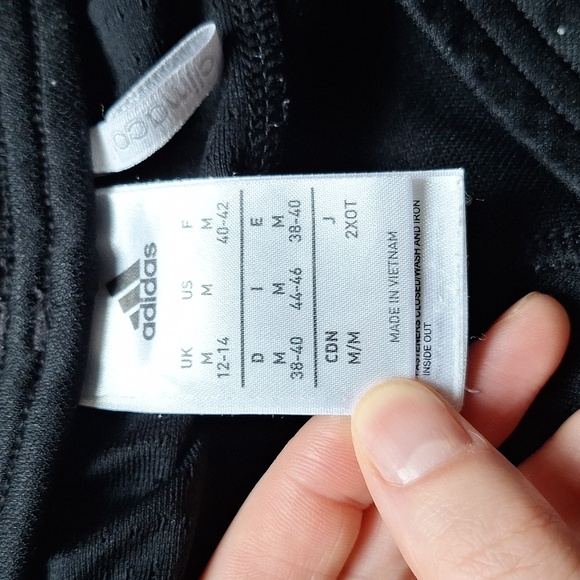 climaco
adidas
UK US F
M M M
12-14 40-42
D I E
M M M
38-40 44-46 38-40
CDN J
M/M 2XOT
MADE IN VIETNAM
FASTENERS CLOSED/WASH AND IRON
INSIDE OUT